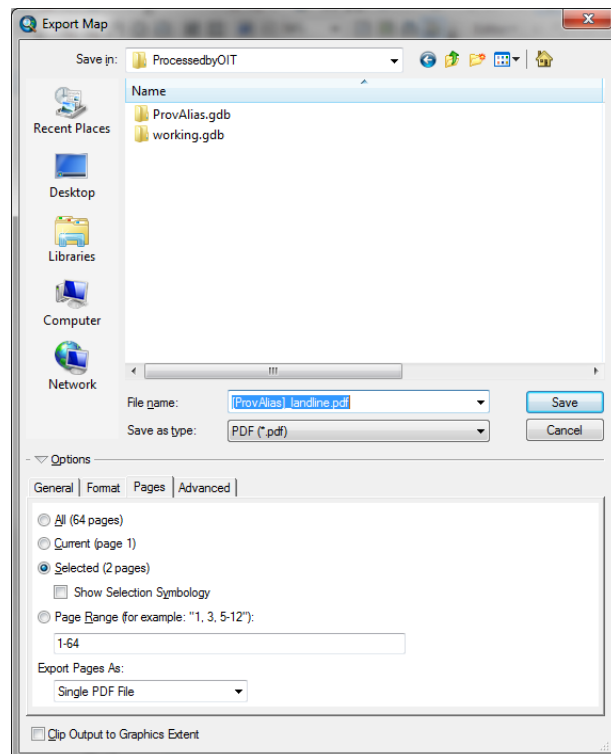 Export Map
Save in: ProcessedbyOIT
Name
ProvAlias.gdb
working.gdb
Recent Places
Desktop
Libraries
Computer
Network
File name: [ProvAlias]_landline.pdf Save
Save as type: PDF (*.pdf) Cancel
Options
General Format Pages Advanced
All (64 pages)
Current (page 1)
Selected (2 pages)
Show Selection Symbology
Page Range (for example: "1, 3, 5-12"):
1-64
Export Pages As:
Single PDF File
Clip Output to Graphics Extent